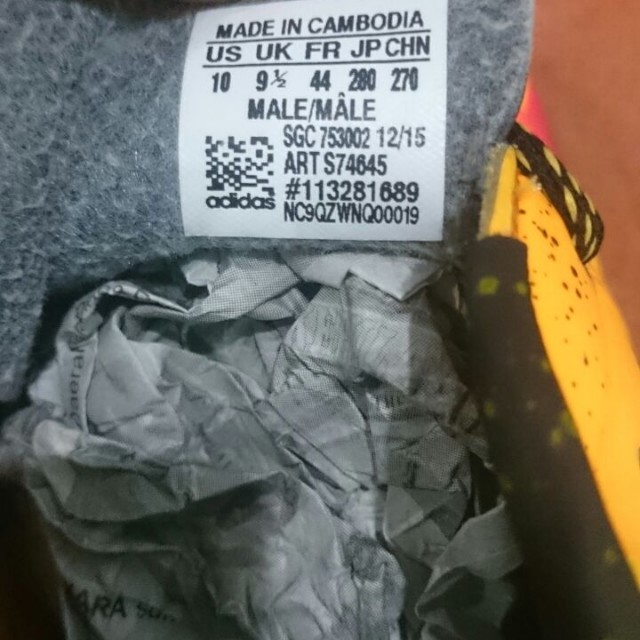 MADE IN CAMBODIA
US UK FR JP CHN
10 9½ 44 280 270
MALE/MÂLE
SGC 753002 12/15
ART S74645
adidas #113281689
NC9QZWNQ00019